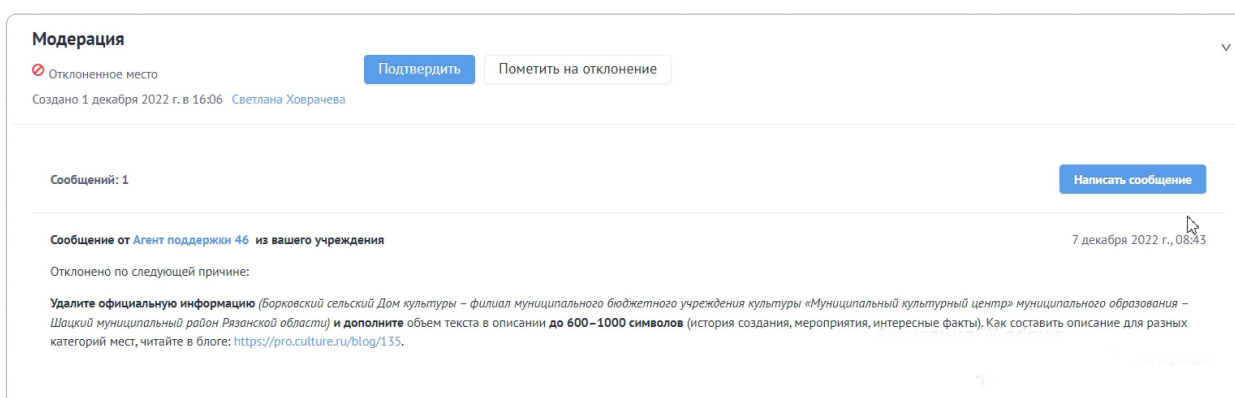 Модерация
Отклоненное место
Подтвердить
Пометить на отклонение
Создано 1 декабря 2022 г. в 16:06 Светлана Ховрачева
Сообщений: 1
Написать сообщение
Сообщение от Агент поддержки 46 из вашего учреждения
7 декабря 2022 г., 08:43
Отклонено по следующей причине:
Удалите официальную информацию (Борковский сельский Дом культуры – филиал муниципального бюджетного учреждения культуры «Муниципальный культурный центр» муниципального образования –
Шацкий муниципальный район Рязанской области) и дополните объем текста в описании до 600–1000 символов (история создания, мероприятия, интересные факты). Как составить описание для разных
категорий мест, читайте в блоге: https://pro.culture.ru/blog/135.